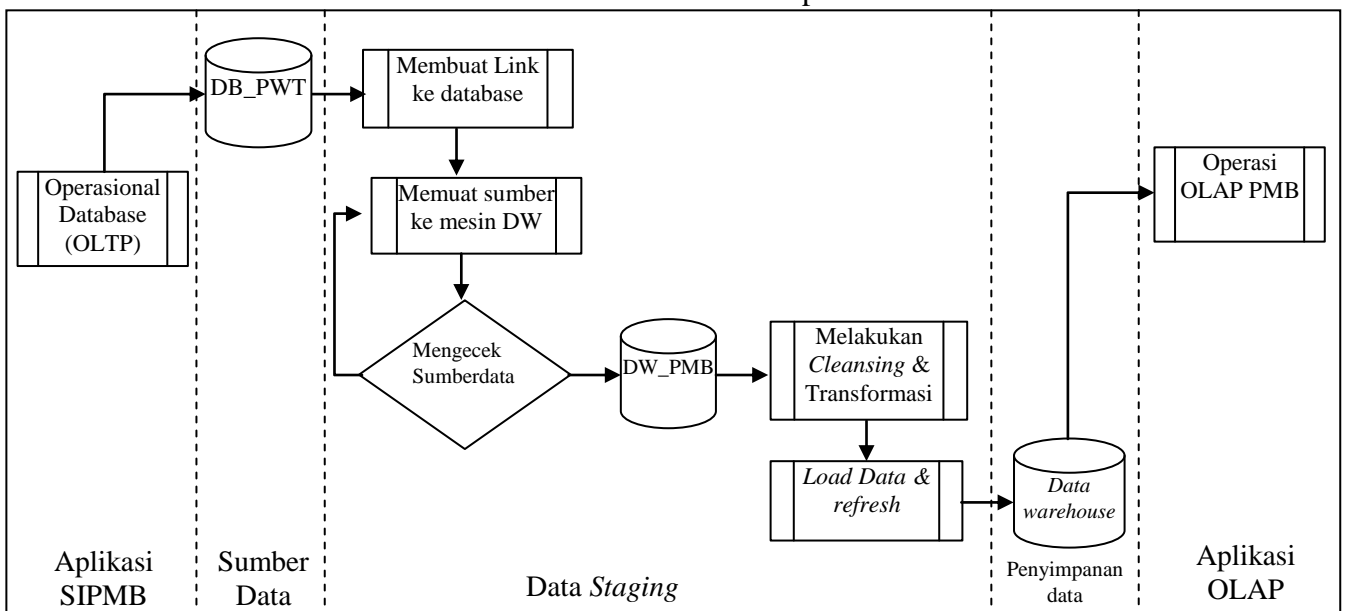 Membuat Link
ke database
DB_PWT
Operasional
Database
(OLTP)
Memuat sumber
ke mesin DW
Operasi
OLAP PMB
Mengecek
Sumberdata
DW_PMB
Melakukan
Cleansing &
Transformasi
Load Data &
refresh
Data
warehouse
Aplikasi
SIPMB
Sumber
Data
Data Staging
Penyimpanan
data
Aplikasi
OLAP